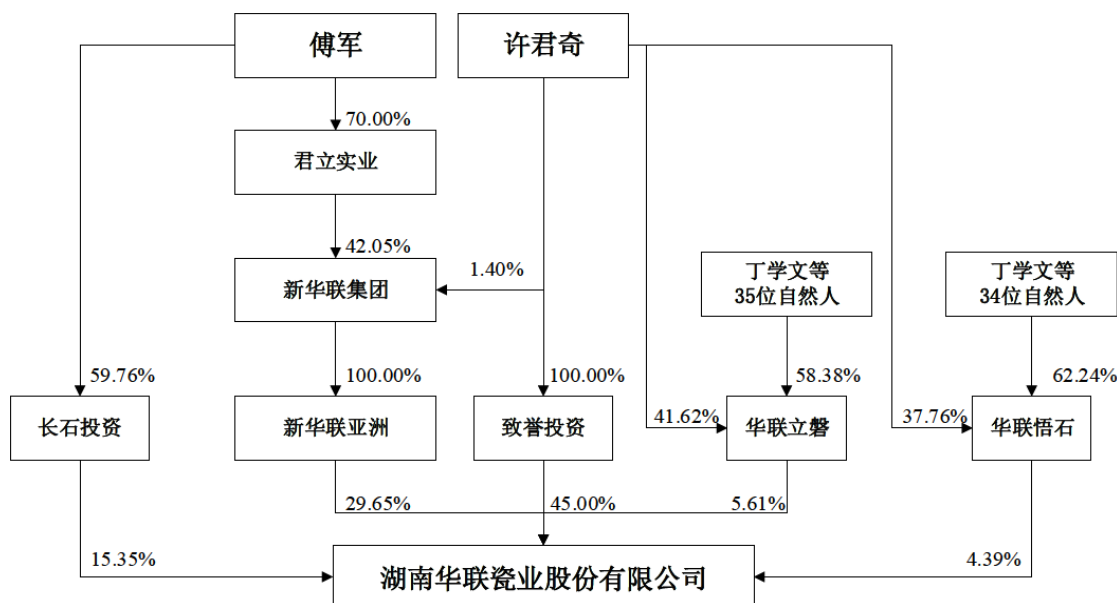 傅军
许君奇
70.00%
君立实业
42.05%
新华联集团
1.40%
丁学文等
35位自然人
丁学文等
34位自然人
59.76%
100.00%
100.00%
58.38%
62.24%
长石投资
新华联亚洲
致誉投资
41.62%
华联立磐
37.76%
华联悟石
29.65%
45.00%
5.61%
15.35%
湖南华联瓷业股份有限公司
4.39%